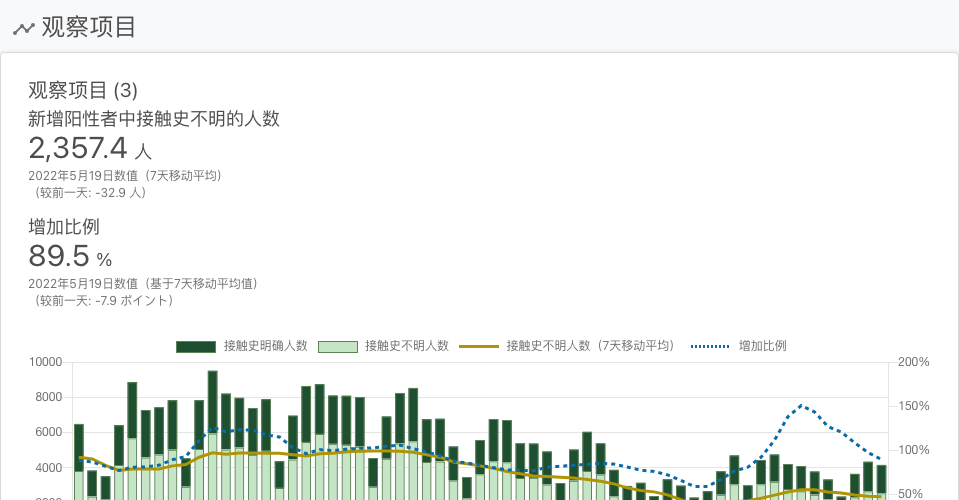 观察项目
观察项目 (3)
新增阳性者中接触史不明的人数
2,357.4 人
2022年5月19日数值（7天移动平均）
（较前一天: -32.9 人）
增加比例
89.5 %
2022年5月19日数值（基于7天移动平均值）
（较前一天: -7.9 ポイント）
接触史明确人数 接触史不明人数 接触史不明人数（7天移动平均） 增加比例
10000 200%
8000
150%
6000
100%
4000
50%